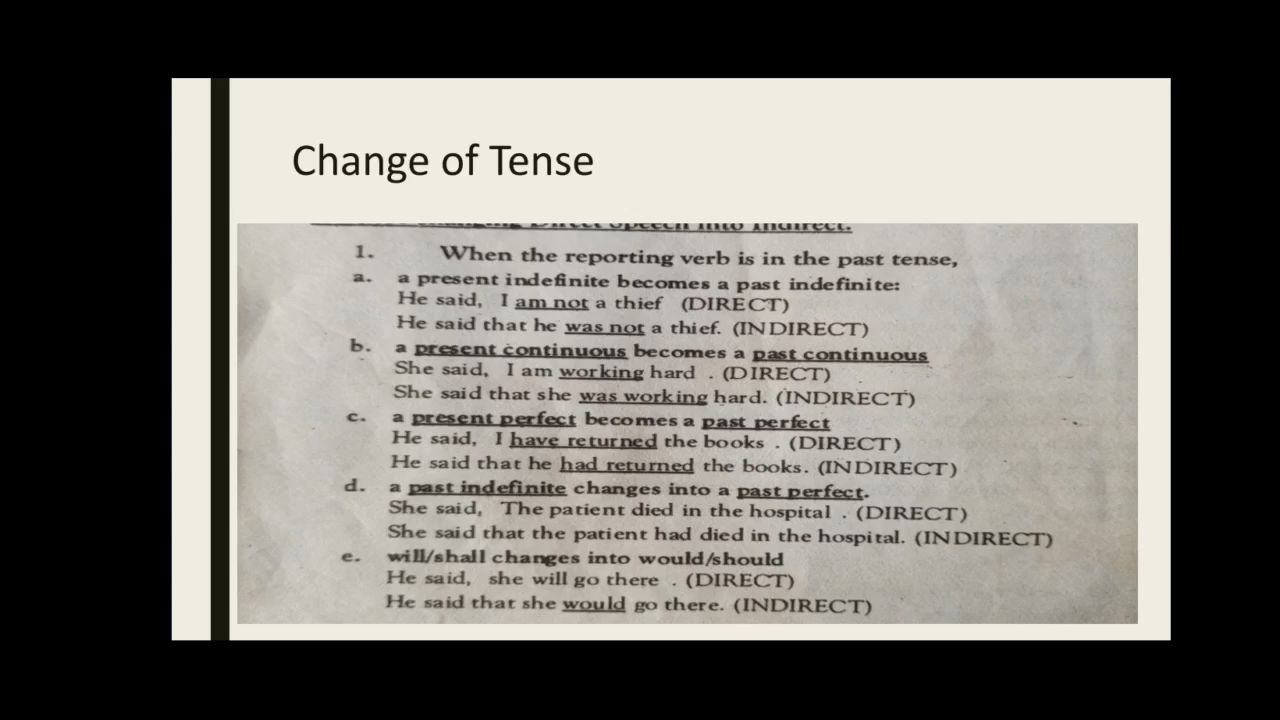 Change of Tense
Changing Direct Speech into Indirect.
1. When the reporting verb is in the past tense,
a. a present indefinite becomes a past indefinite:
He said, I am not a thief (DIRECT)
He said that he was not a thief. (INDIRECT)
b. a present continuous becomes a past continuous
She said, I am working hard . (DIRECT)
She said that she was working hard. (INDIRECT)
c. a present perfect becomes a past perfect
He said, I have returned the books . (DIRECT)
He said that he had returned the books. (INDIRECT)
d. a past indefinite changes into a past perfect.
She said, The patient died in the hospital . (DIRECT)
She said that the patient had died in the hospital. (INDIRECT)
e. will/shall changes into would/should
He said, she will go there . (DIRECT)
He said that she would go there. (INDIRECT)